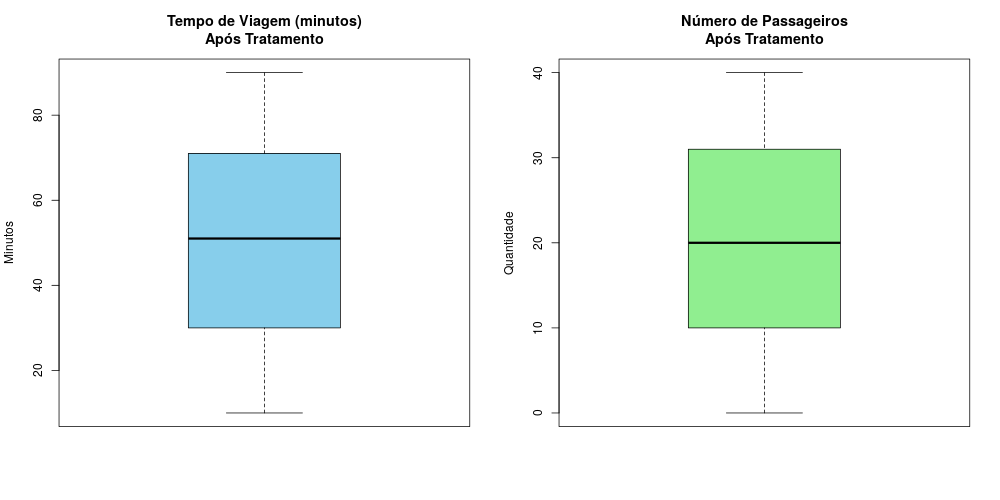 Tempo de Viagem (minutos)
Após Tratamento
Minutos
80
60
40
20
Número de Passageiros
Após Tratamento
Quantidade
40
30
20
10
0